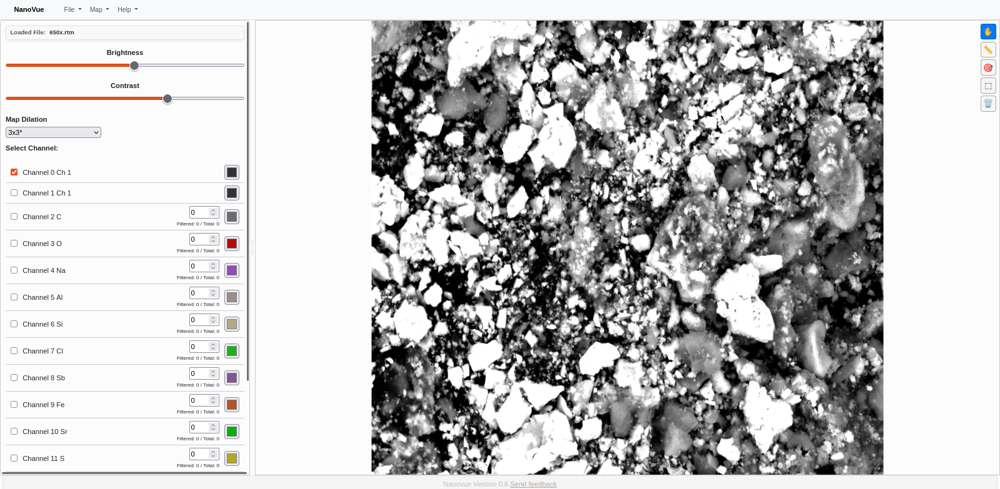 NanoVue File Map Help
Loaded File: 650x.rtm
Brightness
Contrast
Map Dilation
3x3*
Select Channel:
Channel 0 Ch 1
Channel 1 Ch 1
Channel 2 C 0
Filtered: 0 / Total: 0
Channel 3 O 0
Filtered: 0 / Total: 0
Channel 4 Na 0
Filtered: 0 / Total: 0
Channel 5 Al 0
Filtered: 0 / Total: 0
Channel 6 Si 0
Filtered: 0 / Total: 0
Channel 7 Cl 0
Filtered: 0 / Total: 0
Channel 8 Sb 0
Filtered: 0 / Total: 0
Channel 9 Fe 0
Filtered: 0 / Total: 0
Channel 10 Sr 0
Filtered: 0 / Total: 0
Channel 11 S 0
Filtered: 0 / Total: 0
Nanovue Version 0.6 Send feedback